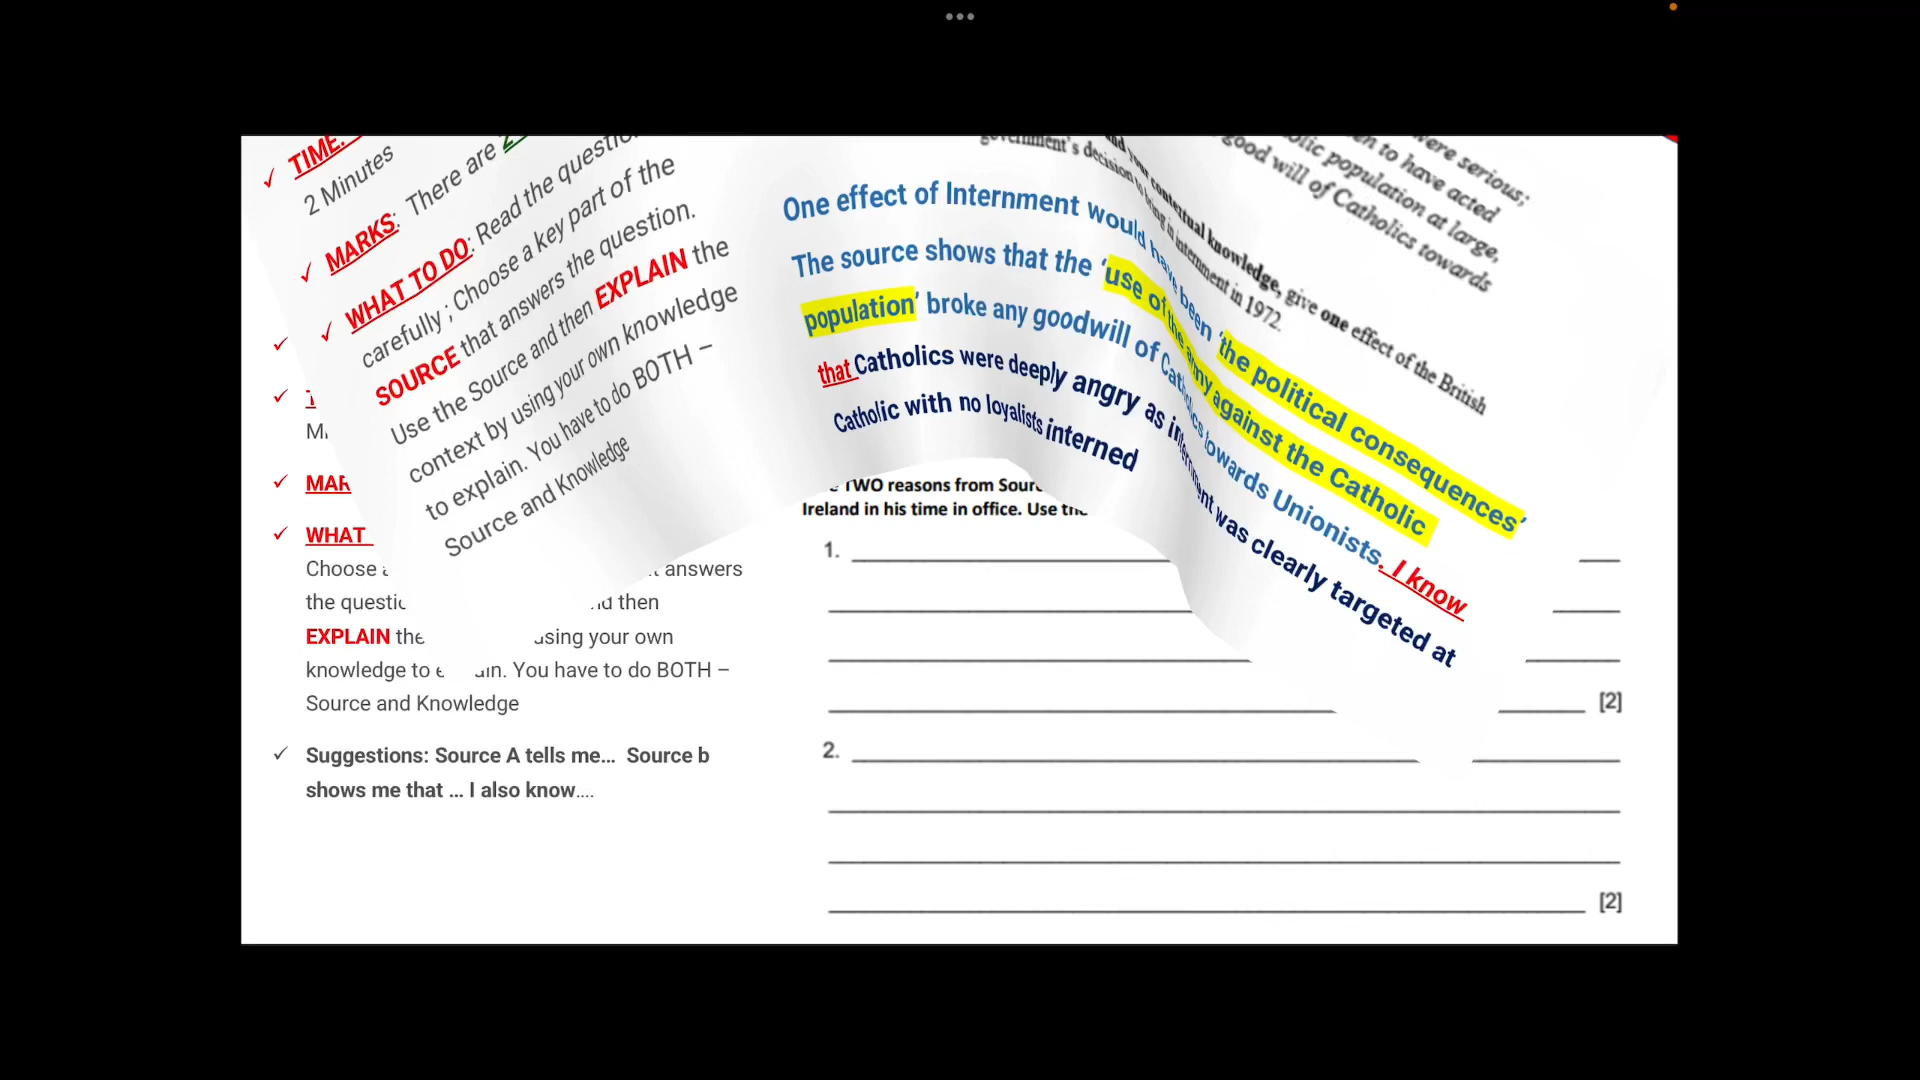 TIME:
2 Minutes
MARKS: There are
WHAT TO DO: Read the question
carefully ; Choose a key part of the
SOURCE that answers the question.
Use the Source and then EXPLAIN the
context by using your own knowledge
to explain. You have to do BOTH –
Source and Knowledge
were serious;
to have acted
population at large,
good will of Catholics towards
contextual knowledge, give one effect of the British
government's decision to bring in internment in 1972.
One effect of Internment would have been ‘the political consequences’
The source shows that the ‘use of the army against the Catholic
population’ broke any goodwill of Catholics towards Unionists. I know
that Catholics were deeply angry as internment was clearly targeted at
Catholic with no loyalists interned
WHAT
Choose answers
the then
EXPLAIN using your own
knowledge to You have to do BOTH –
Source and Knowledge
Suggestions: Source A tells me... Source b
shows me that ... I also know....
TWO reasons from
Ireland in his time in office. Use
1.
[2]
2.
[2]